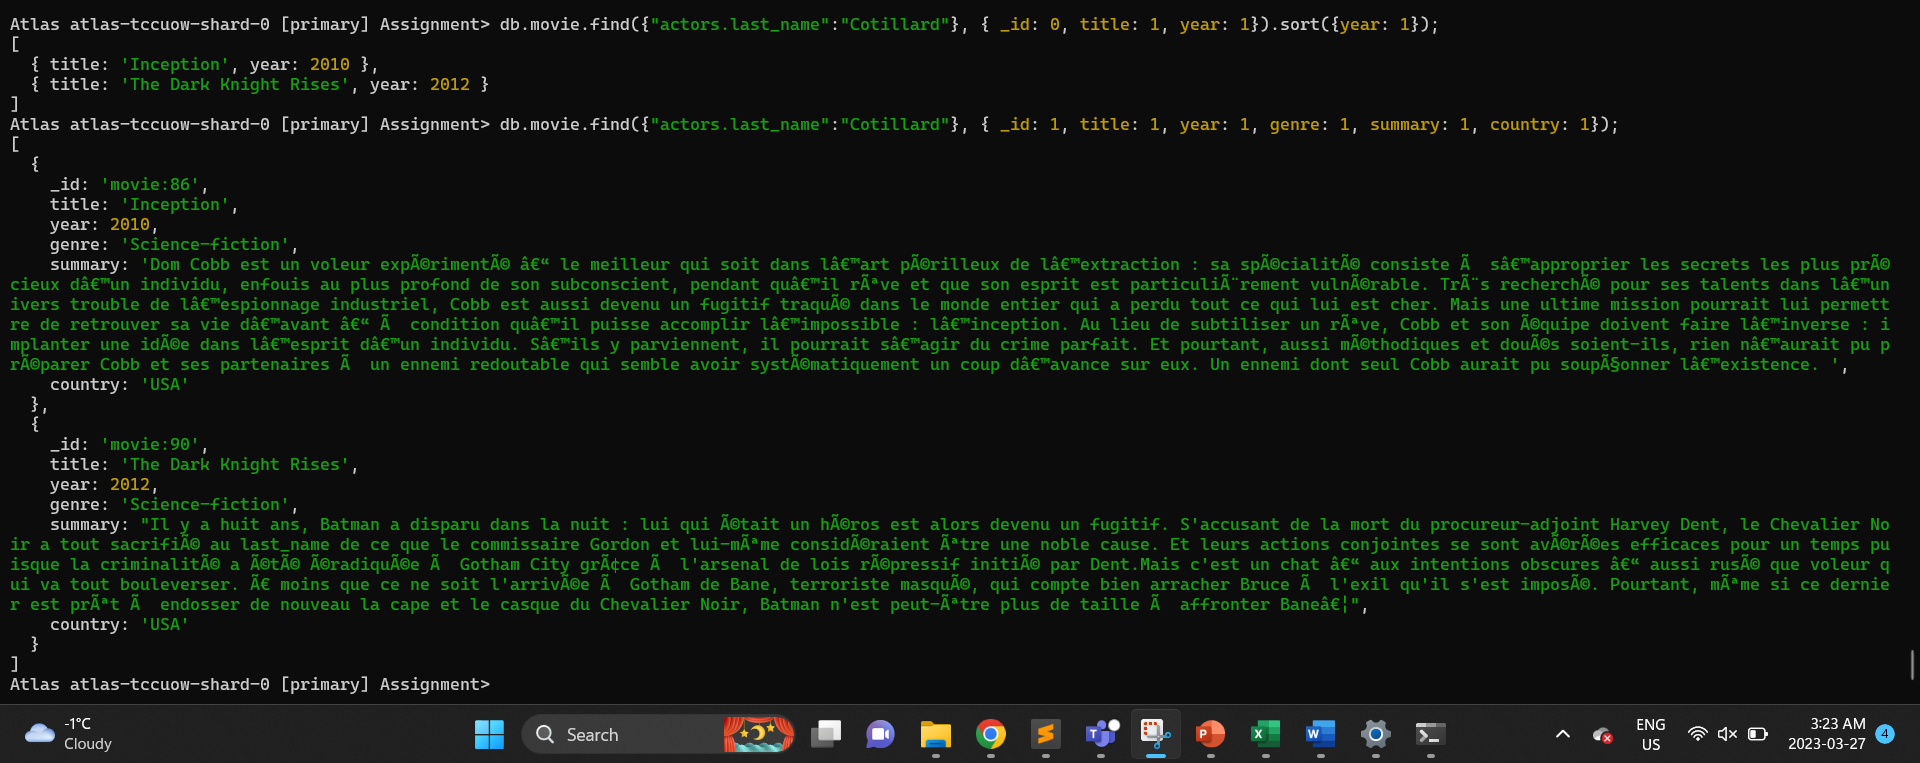 Atlas atlas-tccuow-shard-0 [primary] Assignment> db.movie.find({"actors.last_name":"Cotillard"}, { _id: 0, title: 1, year: 1}).sort({year: 1});
[
  { title: 'Inception', year: 2010 },
  { title: 'The Dark Knight Rises', year: 2012 }
]
Atlas atlas-tccuow-shard-0 [primary] Assignment> db.movie.find({"actors.last_name":"Cotillard"}, { _id: 1, title: 1, year: 1, genre: 1, summary: 1, country: 1});
[
  {
    _id: 'movie:86',
    title: 'Inception',
    year: 2010,
    genre: 'Science-fiction',
    summary: 'Dom Cobb est un voleur expÃ©rimentÃ© â€“ le meilleur qui soit dans lâ€™art pÃ©rilleux de lâ€™extraction : sa spÃ©cialitÃ© consiste Ã  sâ€™approprier les secrets les plus prÃ©
cieux dâ€™un individu, enfouis au plus profond de son subconscient, pendant quâ€™il rÃªve et que son esprit est particuliÃ¨rement vulnÃ©rable. TrÃ¨s recherchÃ© pour ses talents dans lâ€™un
ivers trouble de lâ€™espionnage industriel, Cobb est aussi devenu un fugitif traquÃ© dans le monde entier qui a perdu tout ce qui lui est cher. Mais une ultime mission pourrait lui permett
re de retrouver sa vie dâ€™avant â€“ Ã  condition quâ€™il puisse accomplir lâ€™impossible : lâ€™inception. Au lieu de subtiliser un rÃªve, Cobb et son Ã©quipe doivent faire lâ€™inverse : i
mplanter une idÃ©e dans lâ€™esprit dâ€™un individu. Sâ€™ils y parviennent, il pourrait sâ€™agir du crime parfait. Et pourtant, aussi mÃ©thodiques et douÃ©s soient-ils, rien nâ€™aurait pu p
rÃ©parer Cobb et ses partenaires Ã  un ennemi redoutable qui semble avoir systÃ©matiquement un coup dâ€™avance sur eux. Un ennemi dont seul Cobb aurait pu soupÃ§onner lâ€™existence. ',
    country: 'USA'
  },
  {
    _id: 'movie:90',
    title: 'The Dark Knight Rises',
    year: 2012,
    genre: 'Science-fiction',
    summary: "Il y a huit ans, Batman a disparu dans la nuit : lui qui Ã©tait un hÃ©ros est alors devenu un fugitif. S'accusant de la mort du procureur-adjoint Harvey Dent, le Chevalier No
ir a tout sacrifiÃ© au last_name de ce que le commissaire Gordon et lui-mÃªme considÃ©raient Ãªtre une noble cause. Et leurs actions conjointes se sont avÃ©rÃ©es efficaces pour un temps pu
isque la criminalitÃ© a Ã©tÃ© Ã©radiquÃ©e Ã  Gotham City grÃ¢ce Ã  l'arsenal de lois rÃ©pressif initiÃ© par Dent.Mais c'est un chat â€“ aux intentions obscures â€“ aussi rusÃ© que voleur q
ui va tout bouleverser. Ã€ moins que ce ne soit l'arrivÃ©e Ã  Gotham de Bane, terroriste masquÃ©, qui compte bien arracher Bruce Ã  l'exil qu'il s'est imposÃ©. Pourtant, mÃªme si ce dernie
r est prÃªt Ã  endosser de nouveau la cape et le casque du Chevalier Noir, Batman n'est peut-Ãªtre plus de taille Ã  affronter Baneâ€¦",
    country: 'USA'
  }
]
Atlas atlas-tccuow-shard-0 [primary] Assignment>
-1°C
Cloudy
Search
ENG
US
3:23 AM
2023-03-27
4